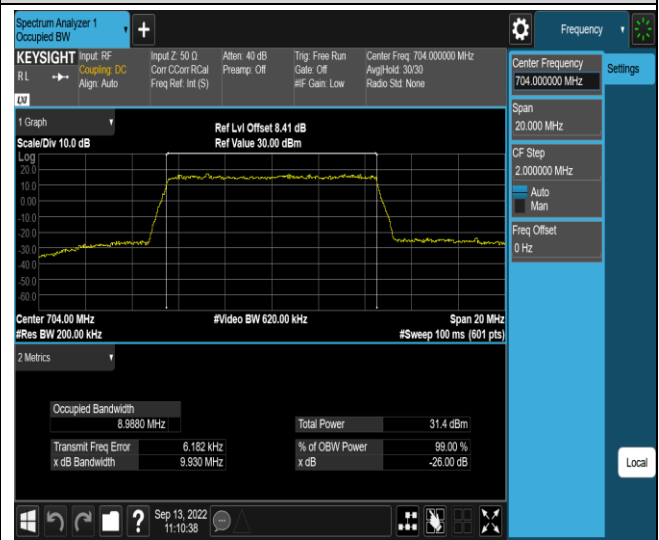 Spectrum Analyzer 1
Occupied BW
Frequency
KEYSIGHT
R L
LXI
Input: RF
Coupling: DC
Align: Auto
Input Z: 50 Ω
Corr CCorr RCal
Freq Ref: Int (S)
Atten: 40 dB
Preamp: Off
Trig: Free Run
Gate: Off
#IF Gain: Low
Center Freq: 704.000000 MHz
Avg|Hold: 30/30
Radio Std: None
Center Frequency
704.000000 MHz
Settings
Span
20.000 MHz
CF Step
2.000000 MHz
Auto
Man
Freq Offset
0 Hz
1 Graph
Ref Lvl Offset 8.41 dB
Scale/Div 10.0 dB
Ref Value 30.00 dBm
Log
20.0
10.0
0.00
-10.0
-20.0
-30.0
-40.0
-50.0
-60.0
Center 704.00 MHz
#Video BW 620.00 kHz
Span 20 MHz
#Res BW 200.00 kHz
#Sweep 100 ms (601 pts)
2 Metrics
Occupied Bandwidth
8.9880 MHz
Total Power 31.4 dBm
Transmit Freq Error 6.182 kHz
% of OBW Power 99.00 %
x dB Bandwidth 9.930 MHz
x dB -26.00 dB
Local
?
Sep 13, 2022
11:10:38